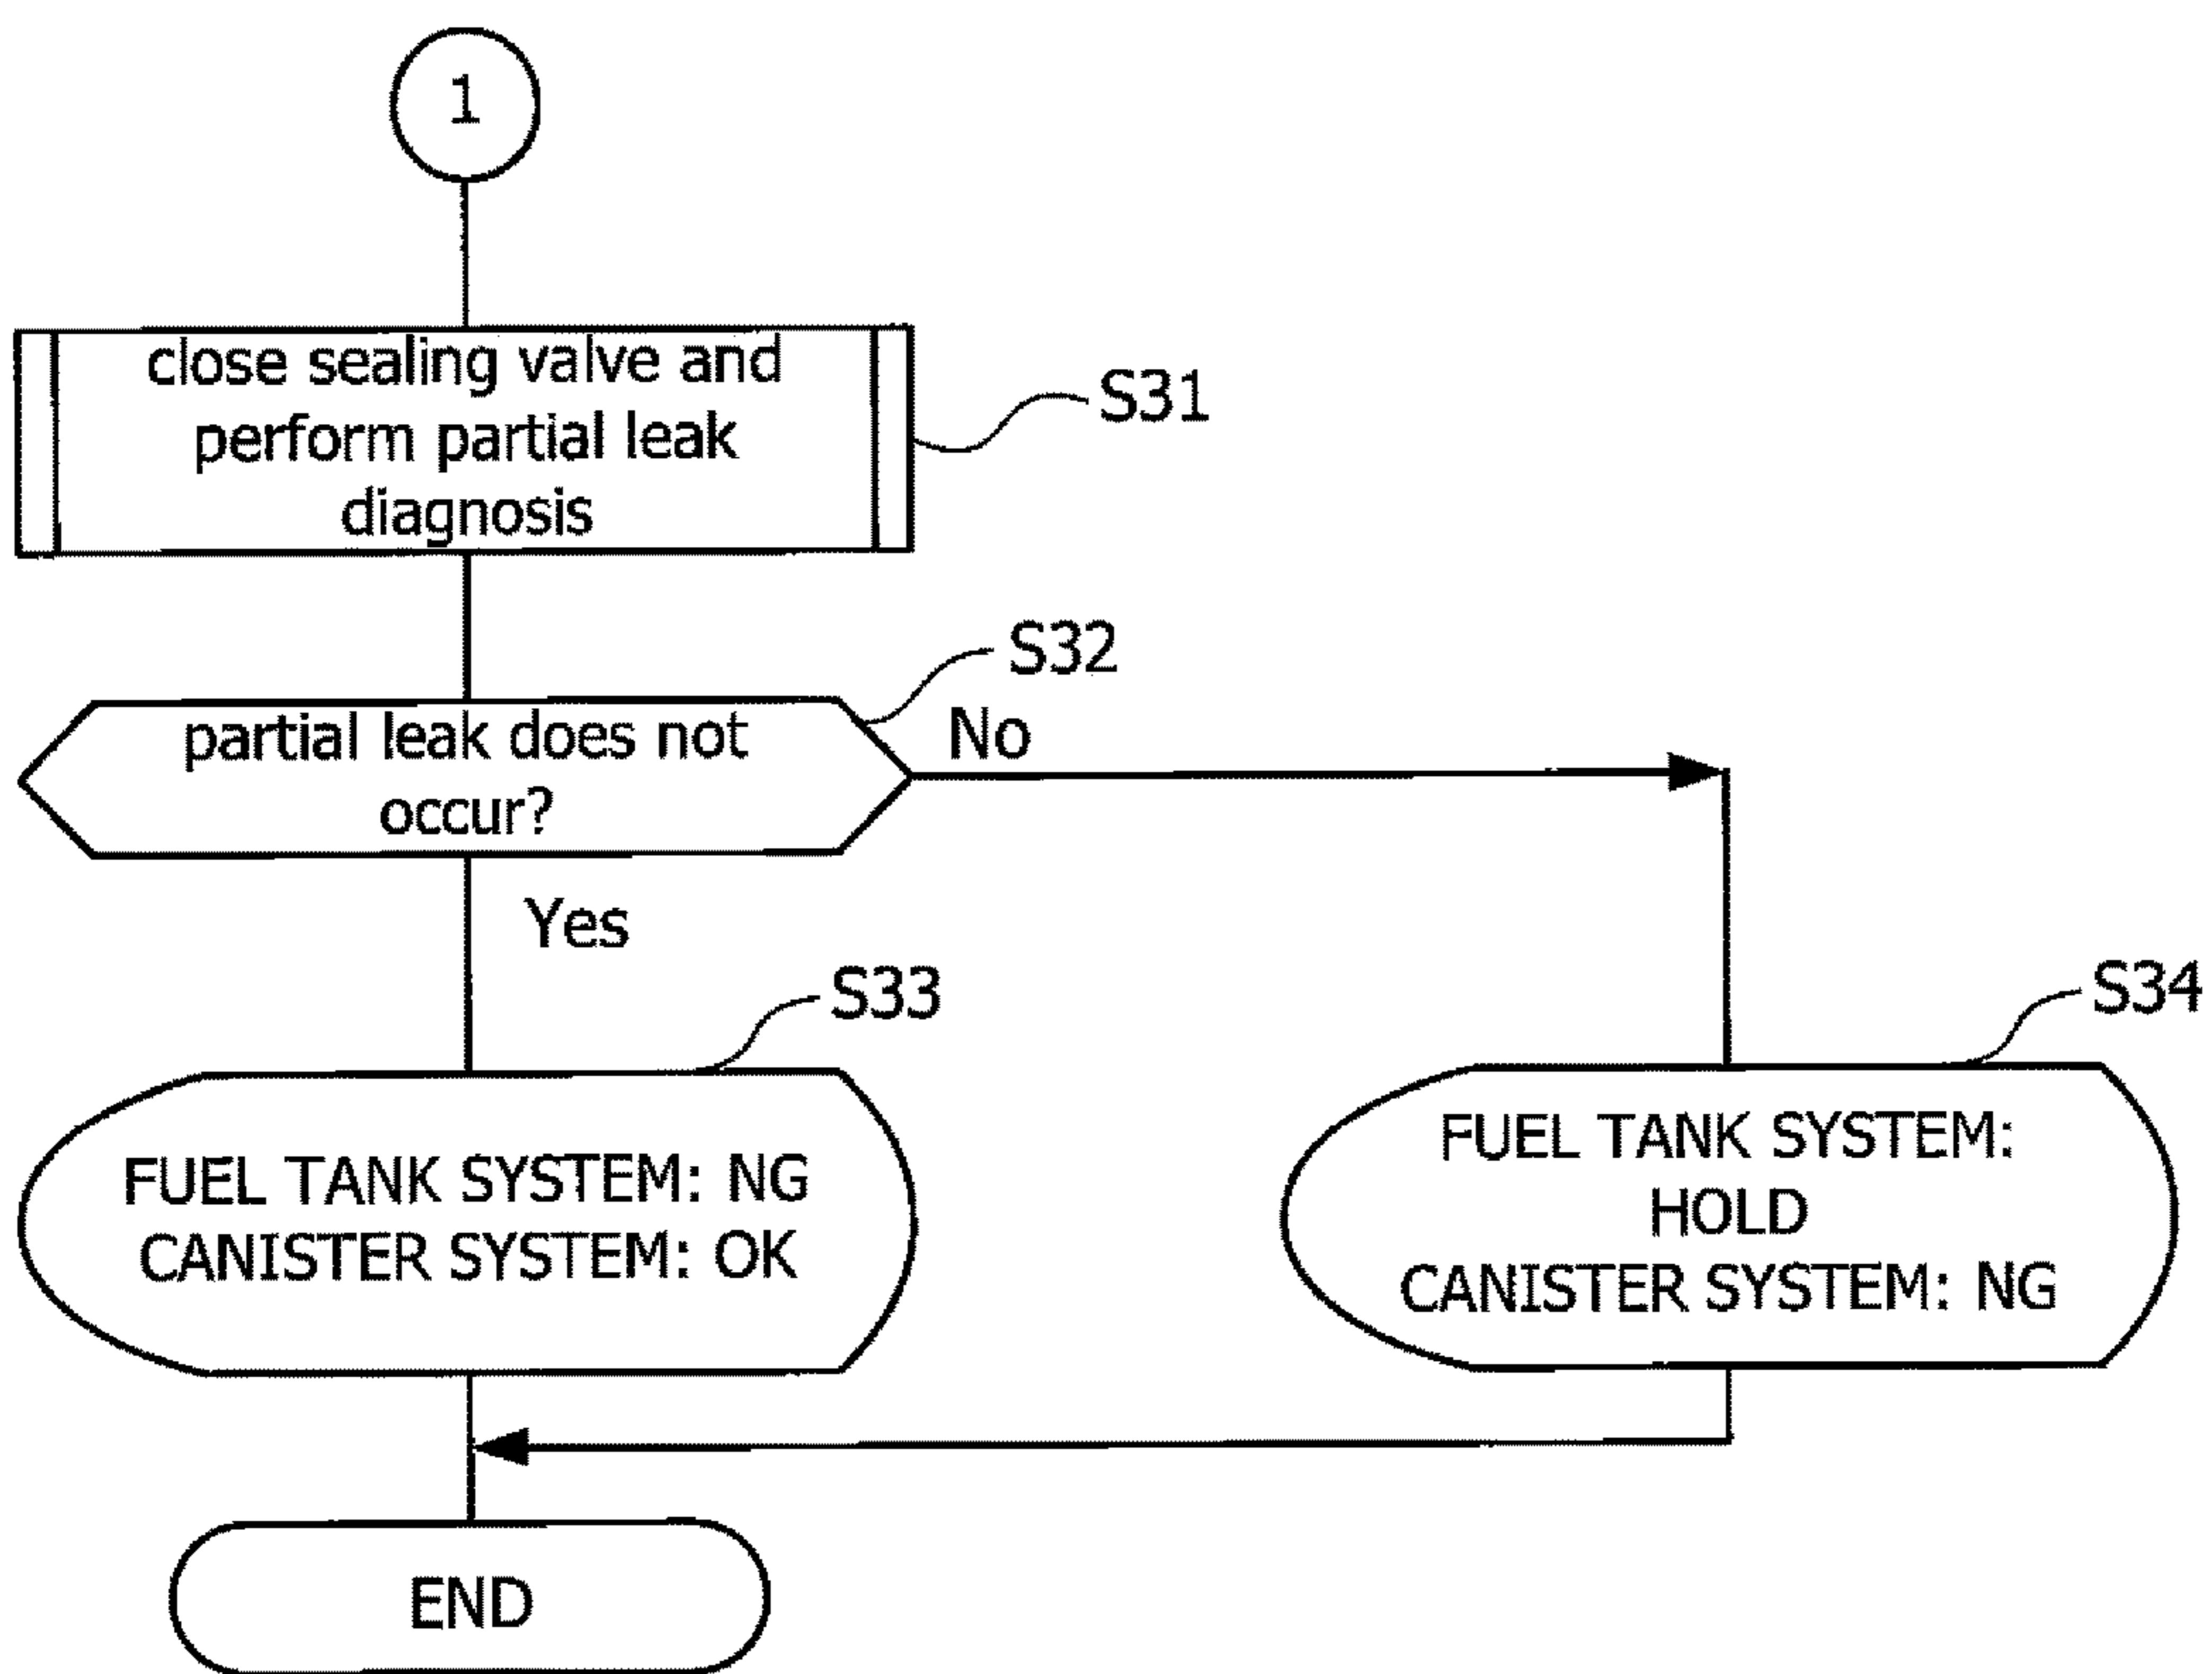 1
close sealing valve and
perform partial leak
diagnosis
S31
S32
partial leak does not
occur?
No
Yes
S33
FUEL TANK SYSTEM: NG
CANISTER SYSTEM: OK
S34
FUEL TANK SYSTEM:
HOLD
CANISTER SYSTEM: NG
END